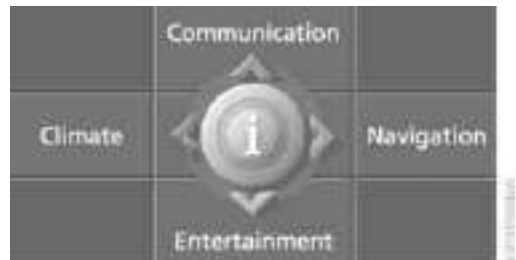 Communication
Climate
i
Navigation
Entertainment